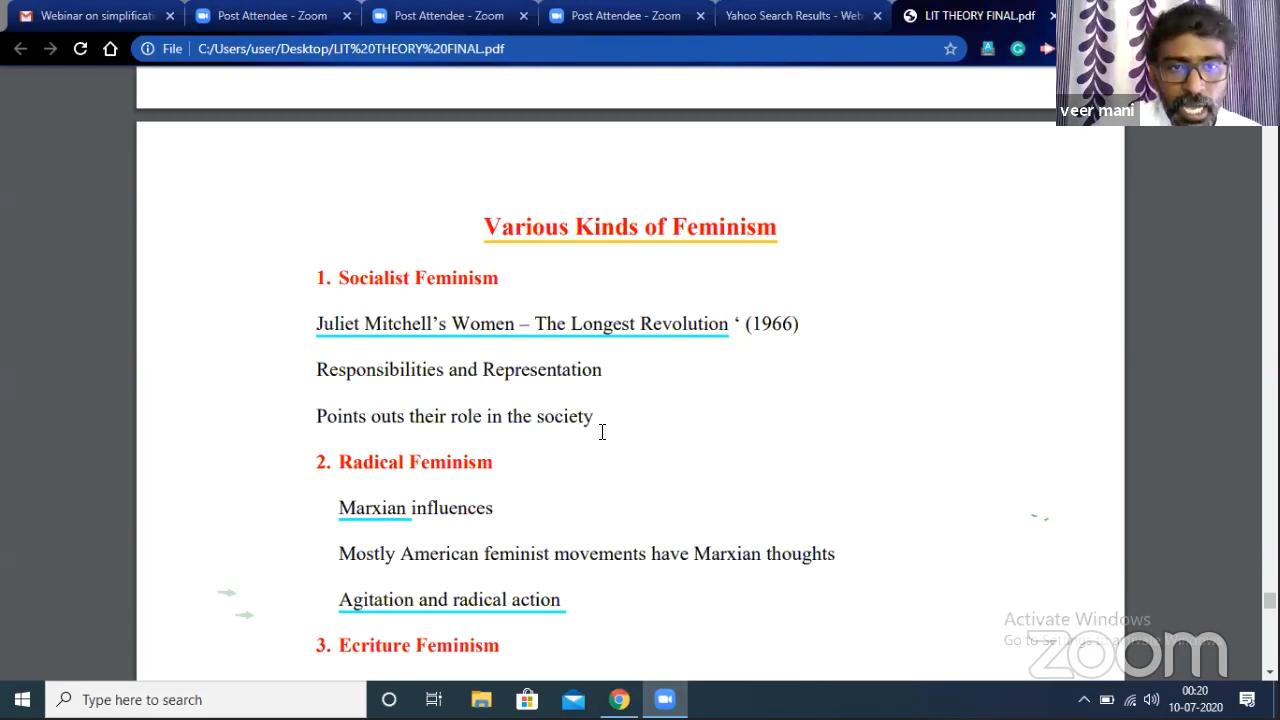 Webinar on simplificat
Post Attendee - Zoom
Post Attendee - Zoom
Post Attendee - Zoom
Yahoo Search Results - Web
LIT THEORY FINAL.pdf
File C:/Users/user/Desktop/LIT%20THEORY%20FINAL.pdf
veer mani
Various Kinds of Feminism
1. Socialist Feminism
Juliet Mitchell’s Women – The Longest Revolution ‘ (1966)
Responsibilities and Representation
Points outs their role in the society
2. Radical Feminism
Marxian influences
Mostly American feminist movements have Marxian thoughts
Agitation and radical action
3. Ecriture Feminism
Activate Windows
Go to Settings
zoom
Type here to search
00:20
10-07-2020